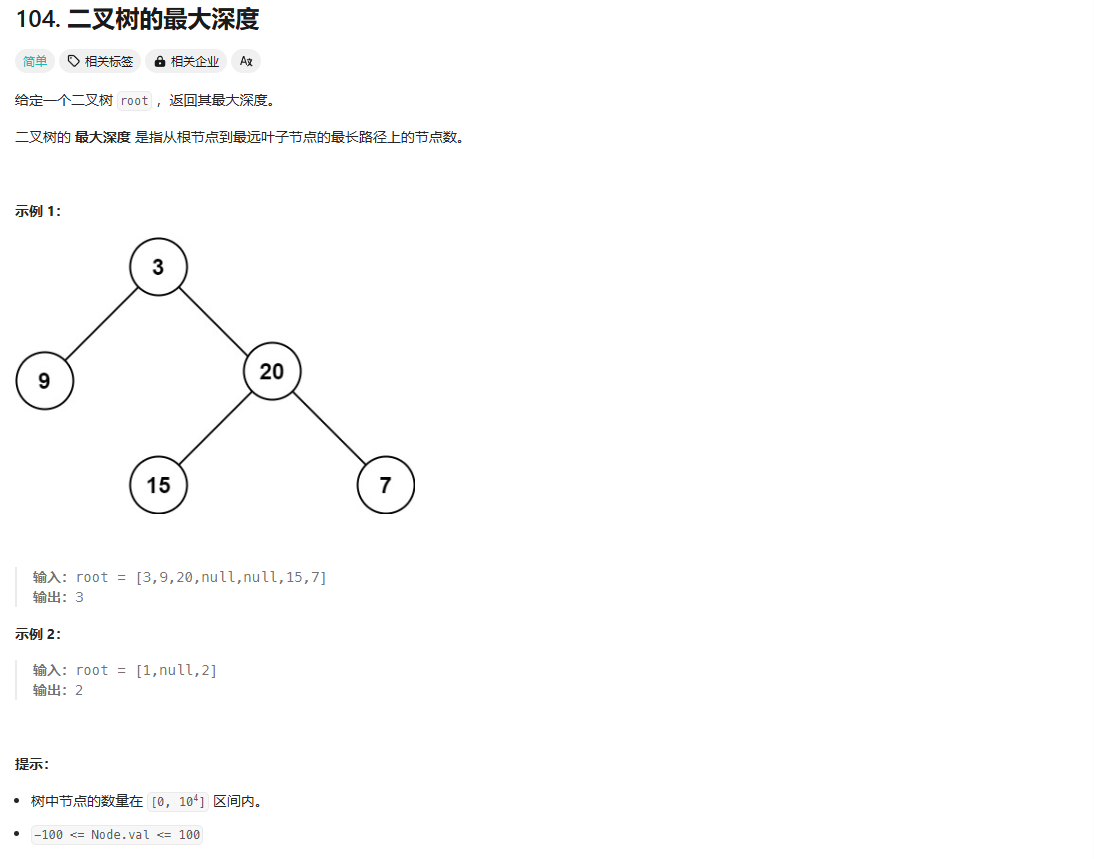 104. 二叉树的最大深度
简单 相关标签 相关企业 Aて
给定一个二叉树 root ，返回其最大深度。
二叉树的 最大深度 是指从根节点到最远叶子节点的最长路径上的节点数。
示例 1：
3
9 20
15 7
输入：root = [3,9,20,null,null,15,7]
输出：3
示例 2：
输入：root = [1,null,2]
输出：2
提示：
• 树中节点的数量在 [0, 10⁴] 区间内。
• -100 <= Node.val <= 100